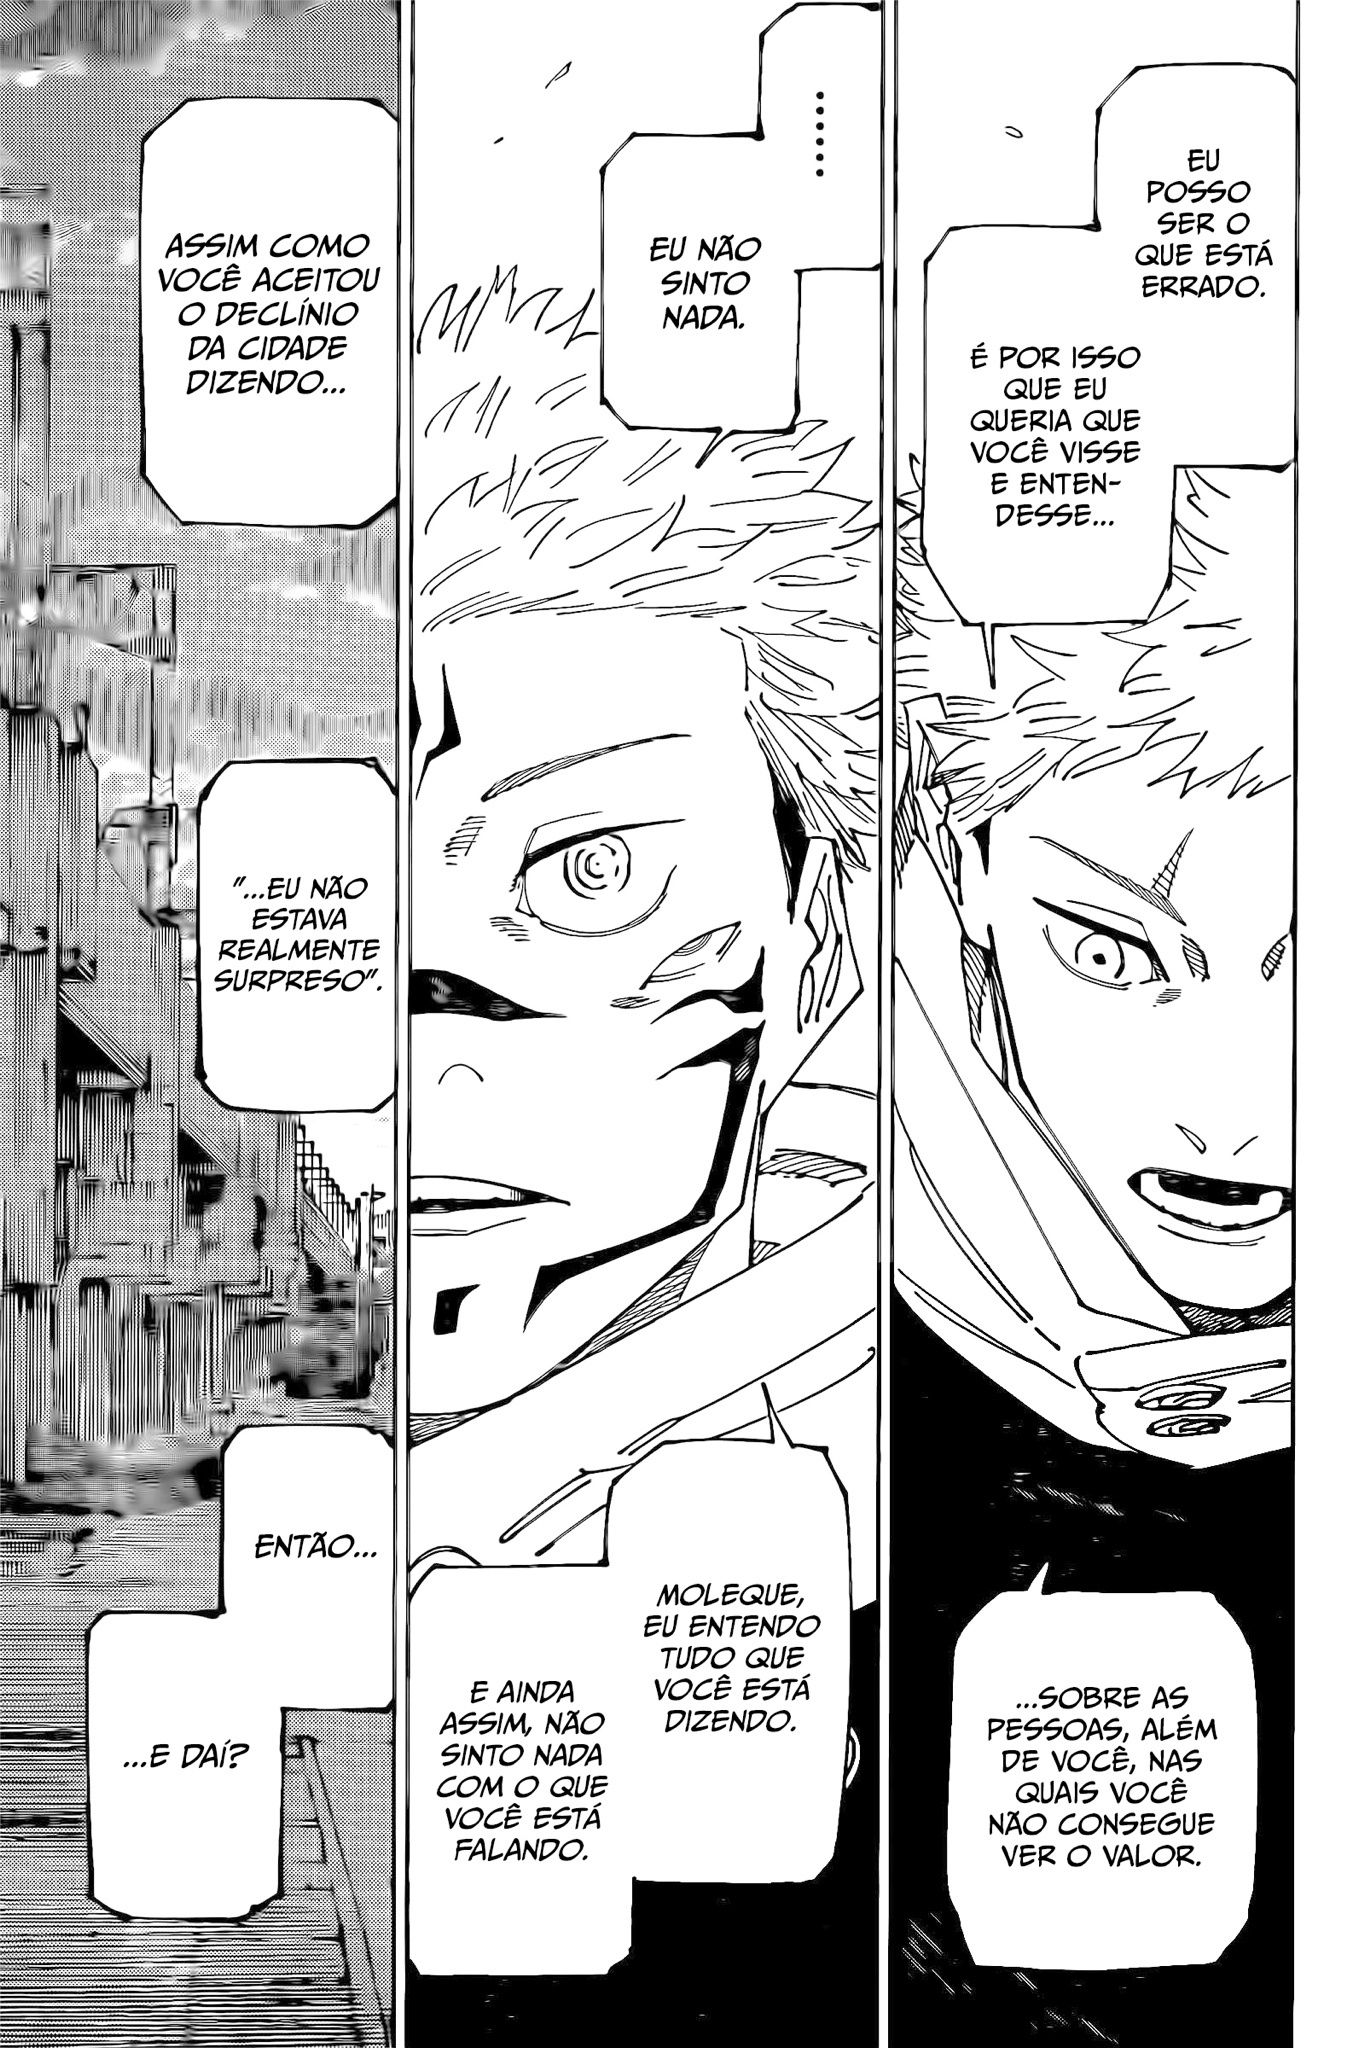 EU
POSSO
SER O
QUE ESTÁ
ERRADO.
É POR ISSO
QUE EU
QUERIA QUE
VOCÊ VISSE
E ENTEN-
DESSE...
...SOBRE AS
PESSOAS, ALÉM
DE VOCÊ, NAS
QUAIS VOCÊ
NÃO CONSEGUE
VER O VALOR.
......
EU NÃO
SINTO
NADA.
MOLEQUE,
EU ENTENDO
TUDO QUE
VOCÊ ESTÁ
DIZENDO.
E AINDA
ASSIM, NÃO
SINTO NADA
COM O QUE
VOCÊ ESTÁ
FALANDO.
ASSIM COMO
VOCÊ ACEITOU
O DECLÍNIO
DA CIDADE
DIZENDO...
"...EU NÃO
ESTAVA
REALMENTE
SURPRESO".
ENTÃO...
...E DAÍ?